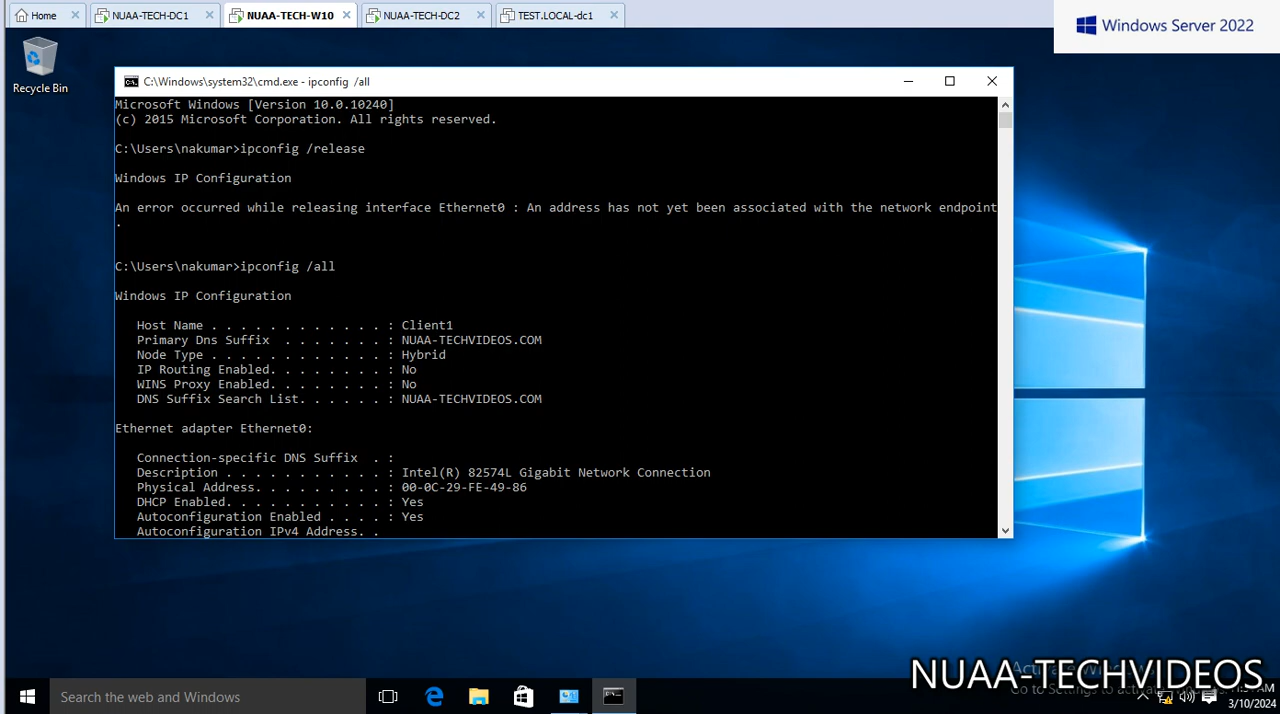 Home
NUAA-TECH-DC1
NUAA-TECH-W10
NUAA-TECH-DC2
TEST.LOCAL-dc1
Windows Server 2022
Recycle Bin
C:\Windows\system32\cmd.exe - ipconfig /all
Microsoft Windows [Version 10.0.10240]
(c) 2015 Microsoft Corporation. All rights reserved.
C:\Users\nakumar>ipconfig /release
Windows IP Configuration
An error occurred while releasing interface Ethernet0 : An address has not yet been associated with the network endpoint
.
C:\Users\nakumar>ipconfig /all
Windows IP Configuration
Host Name . . . . . . . . . . . . : Client1
Primary Dns Suffix  . . . . . . . : NUAA-TECHVIDEOS.COM
Node Type . . . . . . . . . . . . : Hybrid
IP Routing Enabled. . . . . . . . : No
WINS Proxy Enabled. . . . . . . . : No
DNS Suffix Search List. . . . . . : NUAA-TECHVIDEOS.COM
Ethernet adapter Ethernet0:
Connection-specific DNS Suffix  . :
Description . . . . . . . . . . . : Intel(R) 82574L Gigabit Network Connection
Physical Address. . . . . . . . . : 00-0C-29-FE-49-86
DHCP Enabled. . . . . . . . . . . : Yes
Autoconfiguration Enabled . . . . : Yes
Autoconfiguration IPv4 Address. .
NUAA-TECHVIDEOS.
Go to Settings to
Search the web and Windows
3/10/2024